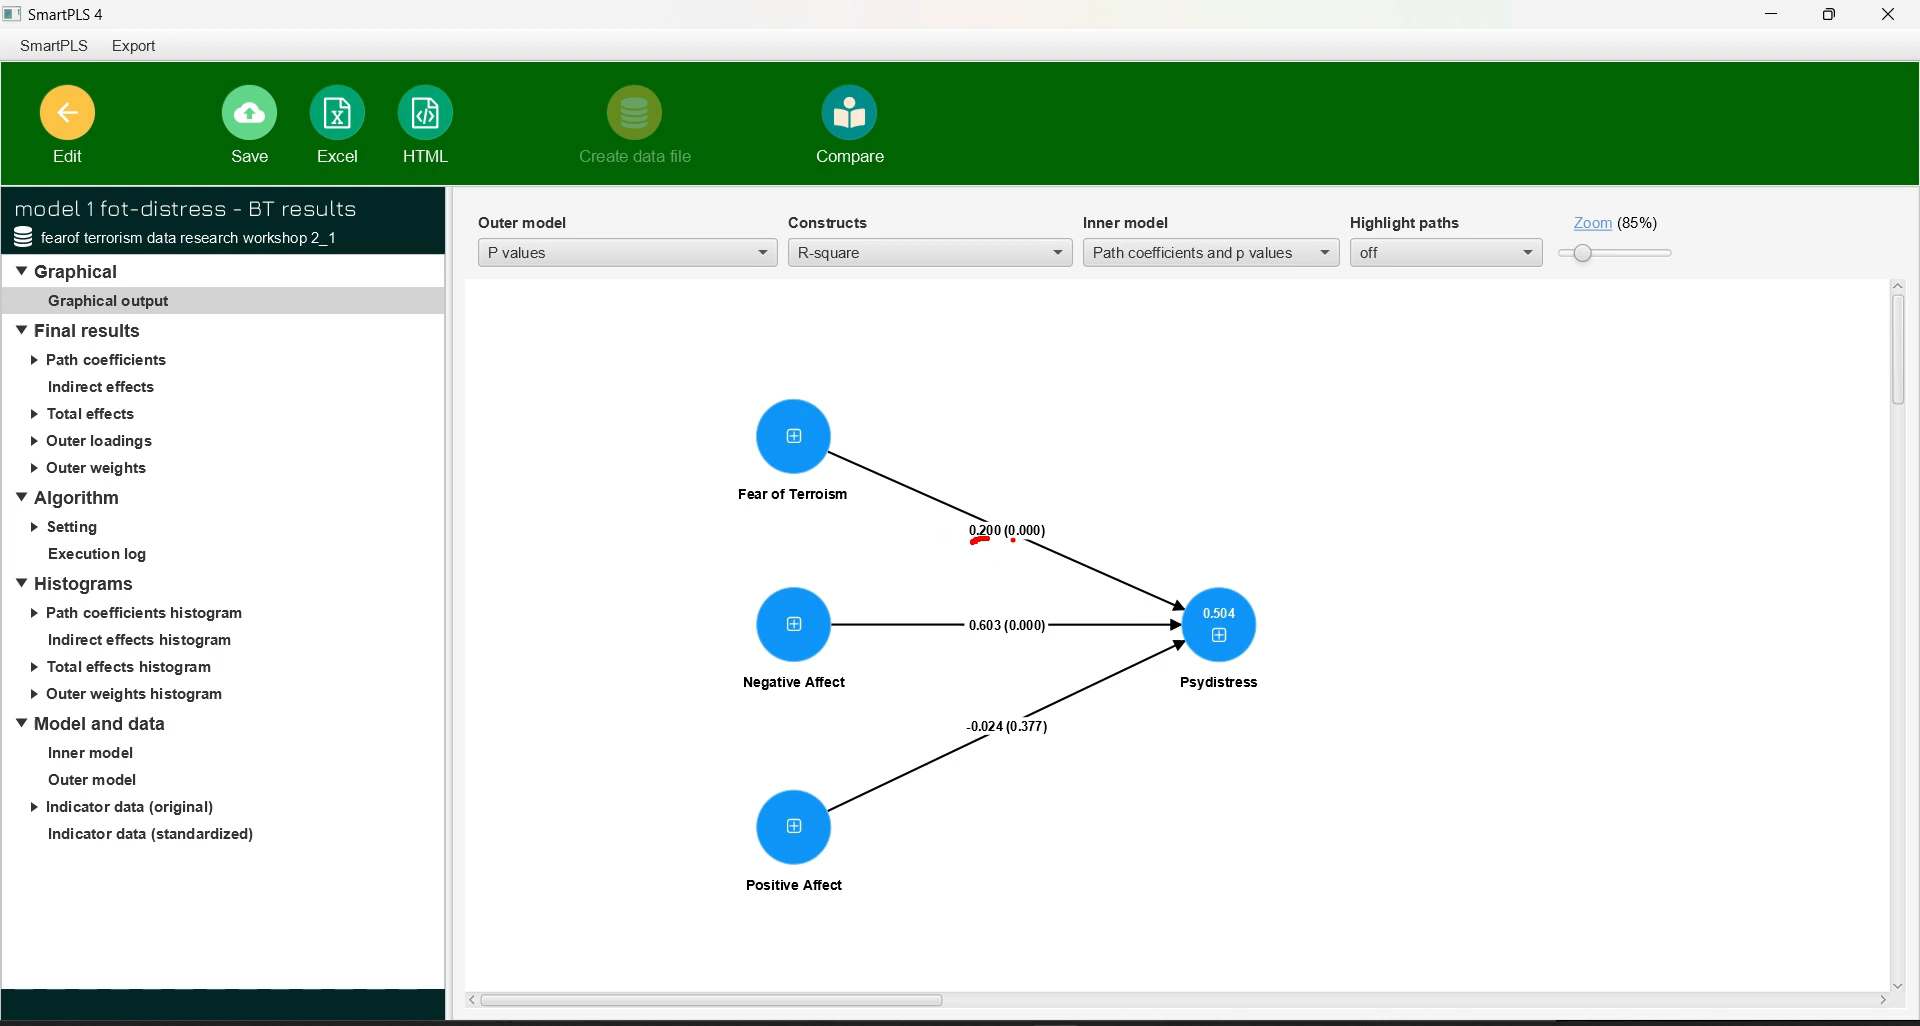 SmartPLS 4
SmartPLS Export
Edit
Save
Excel
HTML
Create data file
Compare
model 1 fot-distress - BT results
fearof terrorism data research workshop 2_1
Graphical
Graphical output
Final results
Path coefficients
Indirect effects
Total effects
Outer loadings
Outer weights
Algorithm
Setting
Execution log
Histograms
Path coefficients histogram
Indirect effects histogram
Total effects histogram
Outer weights histogram
Model and data
Inner model
Outer model
Indicator data (original)
Indicator data (standardized)
Outer model
P values
Constructs
R-square
Inner model
Path coefficients and p values
Highlight paths
off
Zoom (85%)
Fear of Terroism
0.200 (0.000)
Negative Affect
0.603 (0.000)
0.504
Psydistress
-0.024 (0.377)
Positive Affect